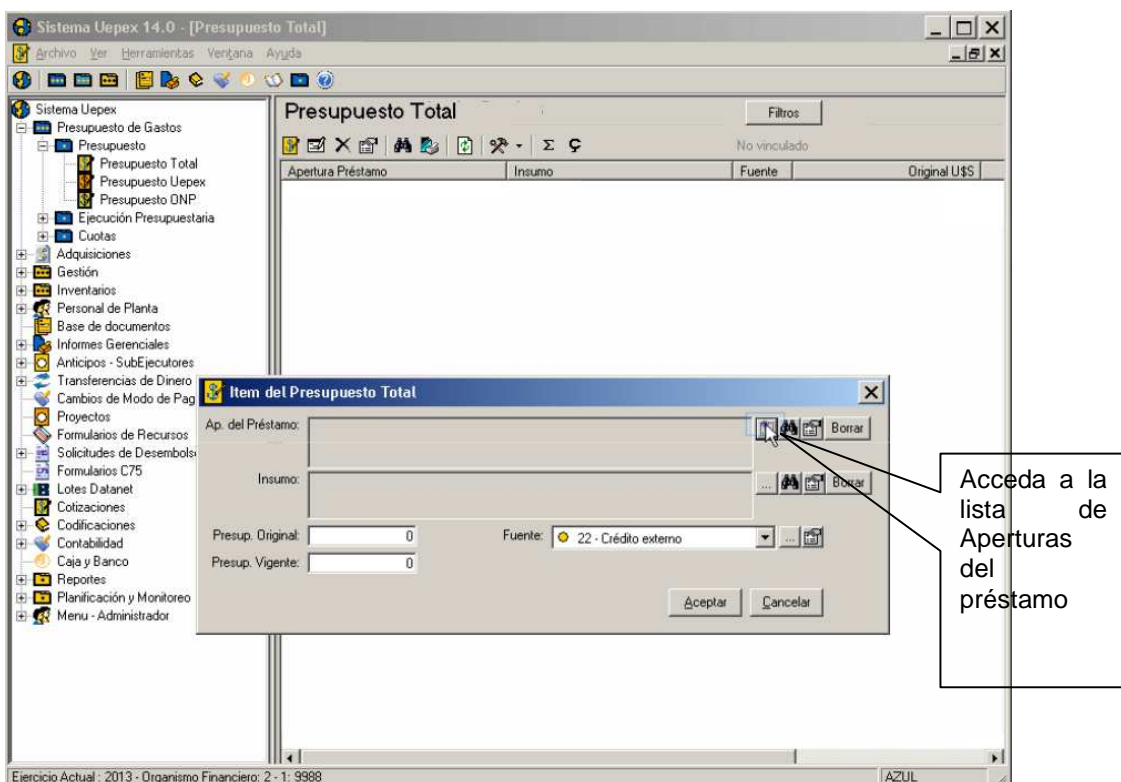 Sistema Uepex 14.0 - [Presupuesto Total]
Archivo Ver Herramientas Ventana Ayuda
Sistema Uepex
Presupuesto de Gastos
Presupuesto
Presupuesto Total
Presupuesto Uepex
Presupuesto ONP
Ejecución Presupuestaria
Cuotas
Adquisiciones
Gestión
Inventarios
Personal de Planta
Base de documentos
Informes Gerenciales
Anticipos - SubEjecutores
Transferencias de Dinero
Cambios de Modo de Pag
Proyectos
Formularios de Recursos
Solicitudes de Desembols
Formularios C75
Lotes Datanet
Cotizaciones
Codificaciones
Contabilidad
Caja y Banco
Reportes
Planificación y Monitoreo
Menu - Administrador
Presupuesto Total
Filtros
No vinculado
Apertura Préstamo Insumo Fuente Original U$S
Item del Presupuesto Total
Ap. del Préstamo: Borrar
Insumo: ... Borrar
Presup. Original: 0 Fuente: 22 - Crédito externo ...
Presup. Vigente: 0
Aceptar Cancelar
Acceda a la
lista de
Aperturas
del
préstamo
Ejercicio Actual : 2013 - Organismo Financiero: 2 - 1: 9988 AZUL